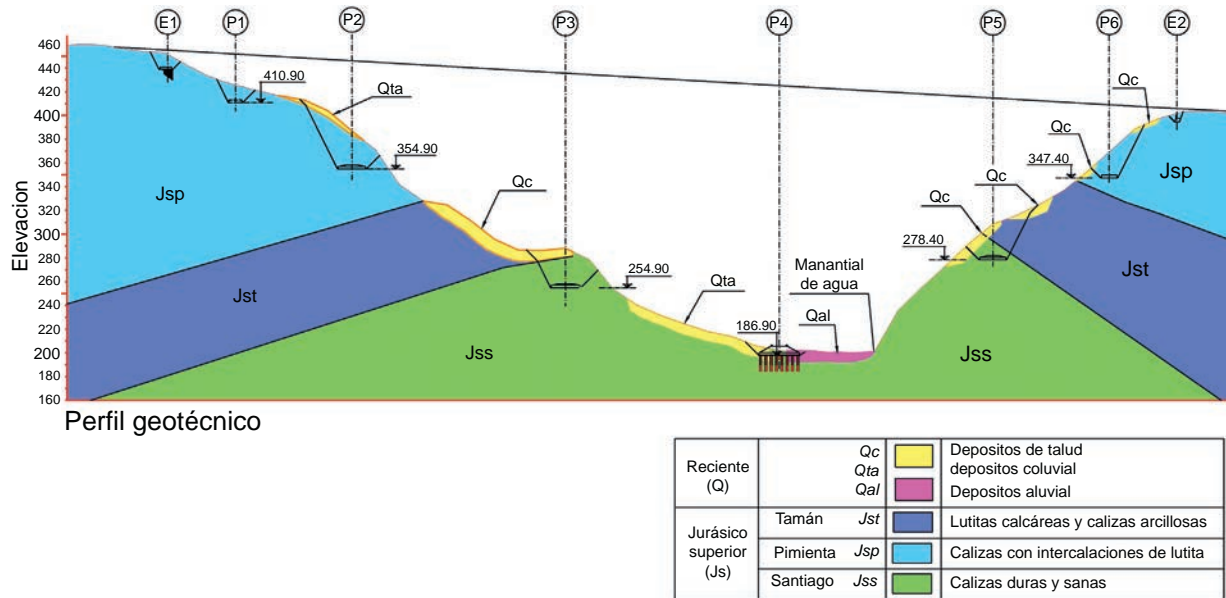 E1 P1 P2 P3 P4 P5 P6 E2
460
440
420
400
380
360
340
320
300
280
260
240
220
200
180
160
Elevacion
410.90
Qta
354.90
Qc
254.90
Qta
186.90
Manantial
de agua
Qal
278.40
Qc
Qc
347.40
Qc
Qc
Jsp
Jst
Jss
Jss
Jst
Jsp
Perfil geotécnico
Reciente
(Q)
Qc
Qta
Qal
Depositos de talud
depositos coluvial
Depositos aluvial
Jurásico
superior
(Js)
Tamán Jst Lutitas calcáreas y calizas arcillosas
Pimienta Jsp Calizas con intercalaciones de lutita
Santiago Jss Calizas duras y sanas